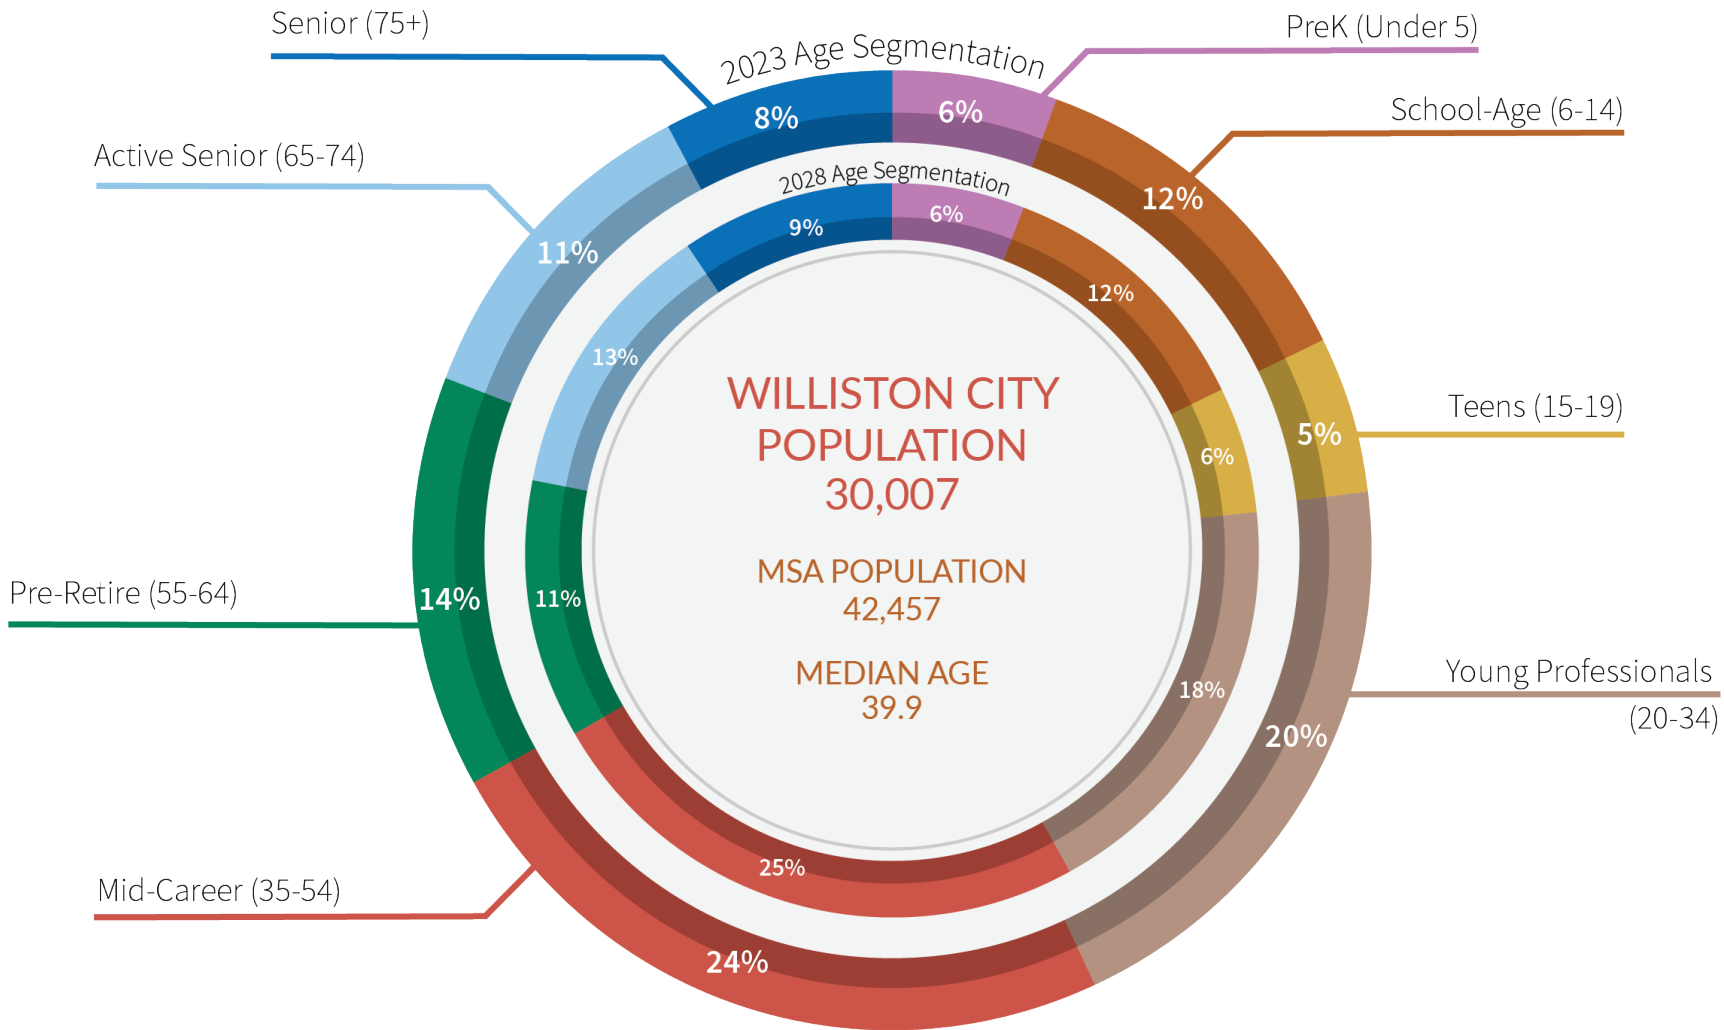 Senior (75+)
2023 Age Segmentation
PreK (Under 5)
8%
6%
School-Age (6-14)
Active Senior (65-74)
12%
2028 Age Segmentation
9%
6%
11%
12%
13%
WILLISTON CITY
POPULATION
30,007
Teens (15-19)
5%
6%
MSA POPULATION
42,457
Pre-Retire (55-64)
14%
11%
MEDIAN AGE
39.9
Young Professionals
(20-34)
18%
20%
Mid-Career (35-54)
25%
24%